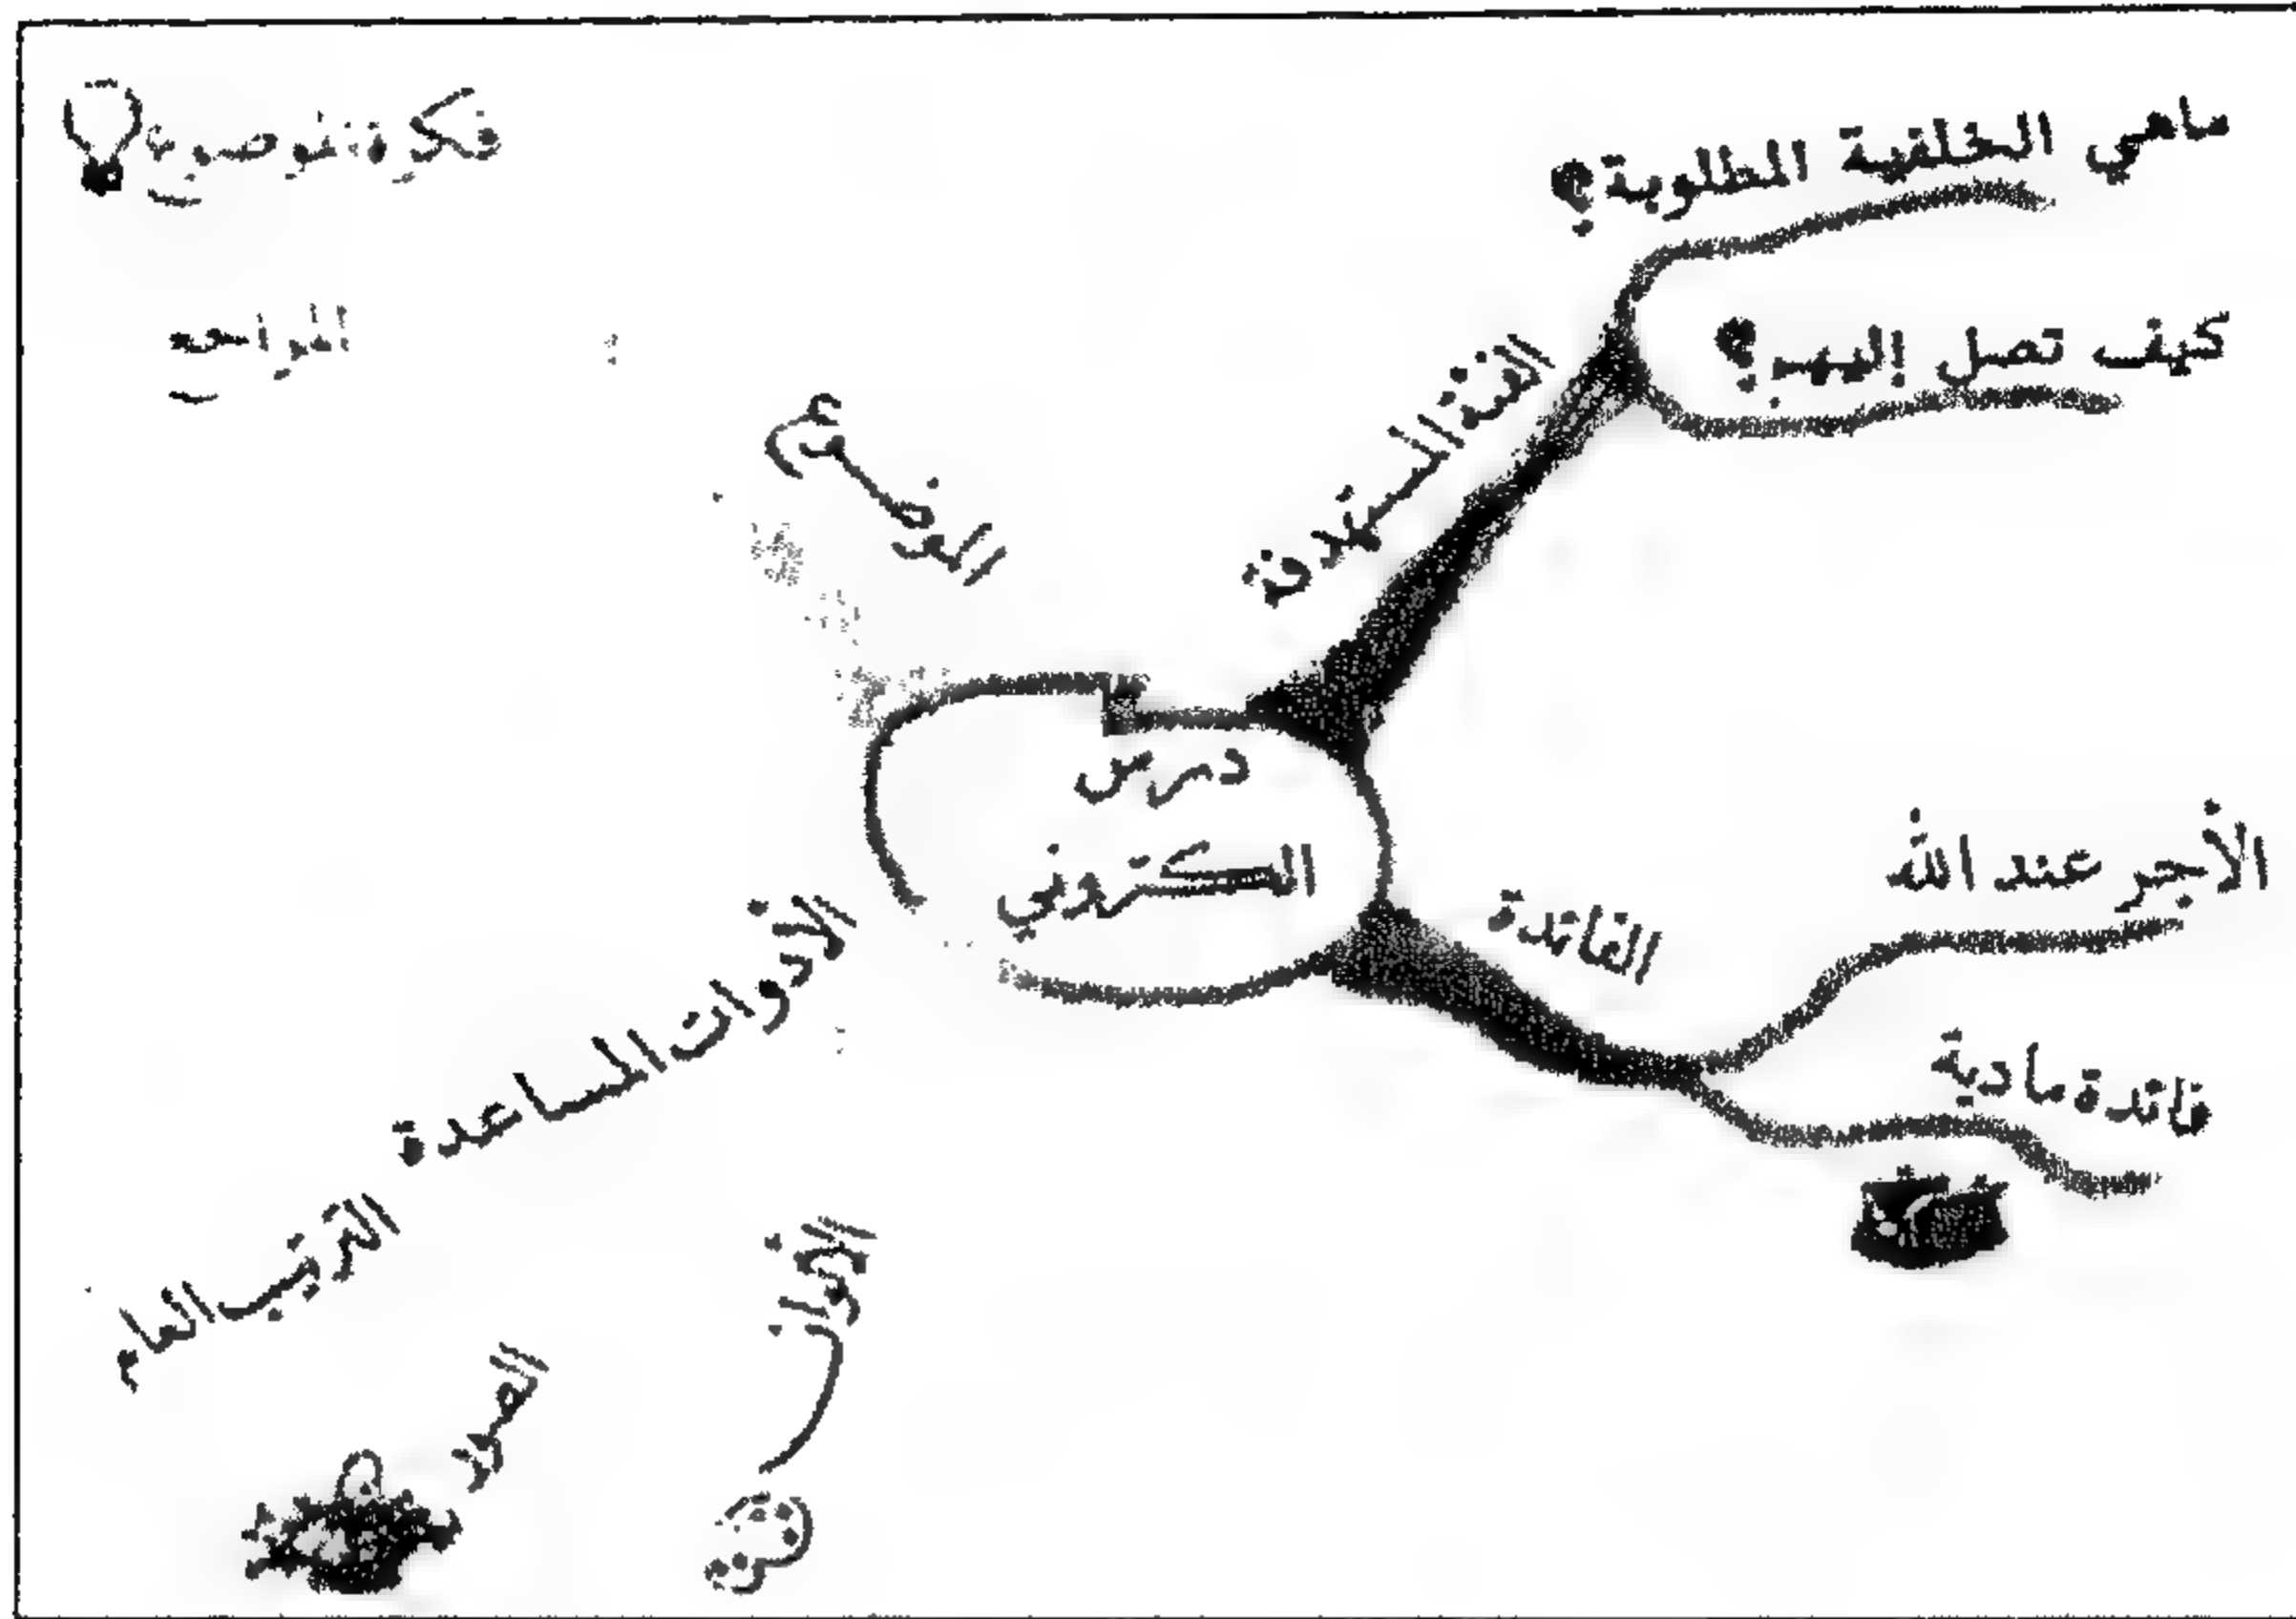 ماهي الخلفية المطلوبة؟
كيف تصل إليهم؟
الفئة المستهدفة
فكرة الموضوع
المراجع
درس
الكتروني
الفائدة
الأجر عند الله
فائدة مادية
الأدوات المساعدة
الترتيب العام
الصور
الألوان